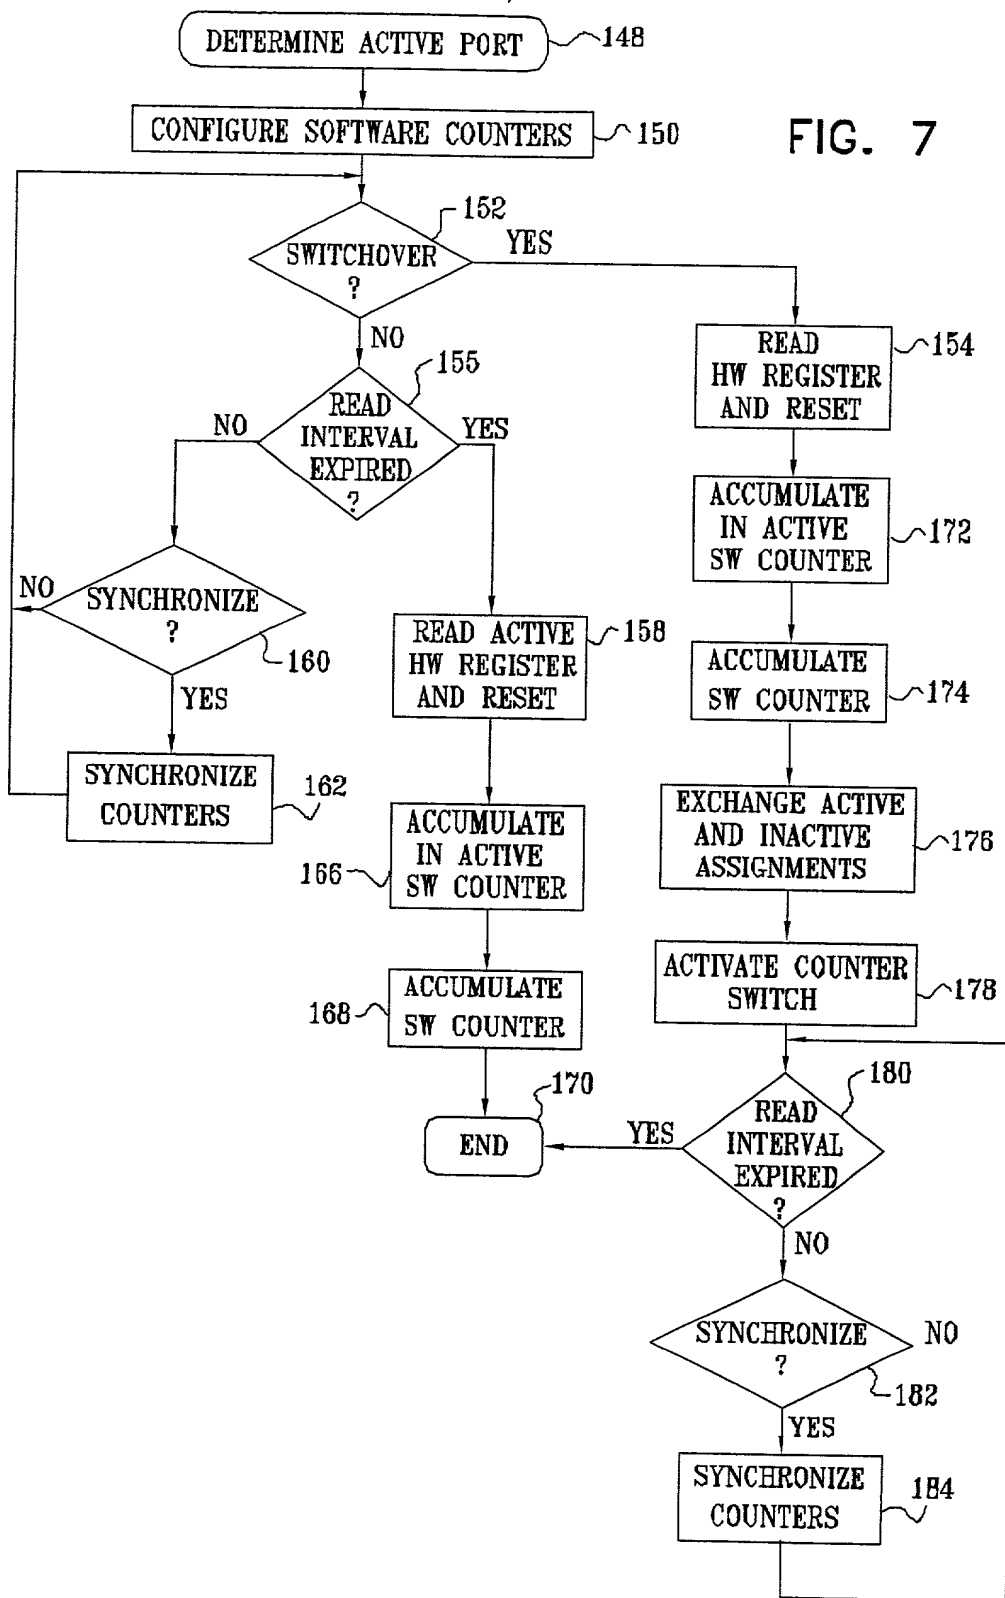 DETERMINE ACTIVE PORT
148
CONFIGURE SOFTWARE COUNTERS
150
FIG. 7
152
SWITCHOVER
?
YES
NO
154
READ
HW REGISTER
AND RESET
155
READ
INTERVAL
EXPIRED
?
NO
YES
ACCUMULATE
IN ACTIVE
SW COUNTER
172
SYNCHRONIZE
?
NO
160
YES
READ ACTIVE
HW REGISTER
AND RESET
158
ACCUMULATE
SW COUNTER
174
SYNCHRONIZE
COUNTERS
162
EXCHANGE ACTIVE
AND INACTIVE
ASSIGNMENTS
176
ACCUMULATE
IN ACTIVE
SW COUNTER
166
ACTIVATE COUNTER
SWITCH
178
ACCUMULATE
SW COUNTER
168
170
END
180
READ
INTERVAL
EXPIRED
?
YES
NO
SYNCHRONIZE
?
NO
182
YES
SYNCHRONIZE
COUNTERS
184